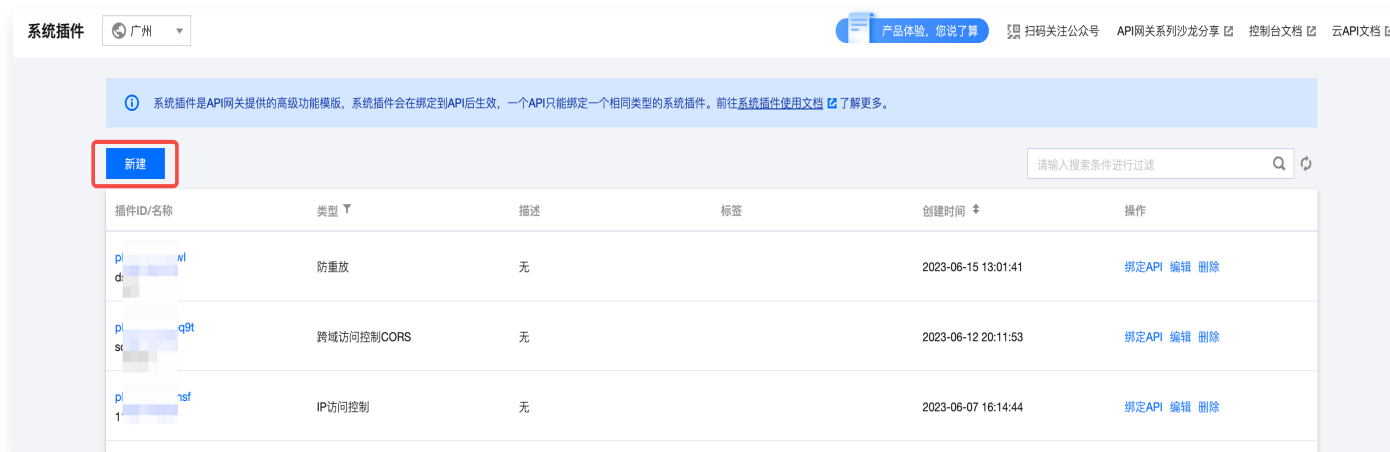 系统插件 广州 产品体验，您说了算 扫码关注公众号 API网关系列沙龙分享 控制台文档 云API文档
系统插件是API网关提供的高级功能模版，系统插件会在绑定到API后生效，一个API只能绑定一个相同类型的系统插件。前往系统插件使用文档 了解更多。
新建 请输入搜索条件进行过滤
插件ID/名称 类型 描述 标签 创建时间 操作
防重放 无 2023-06-15 13:01:41 绑定API 编辑 删除
跨域访问控制CORS 无 2023-06-12 20:11:53 绑定API 编辑 删除
IP访问控制 无 2023-06-07 16:14:44 绑定API 编辑 删除